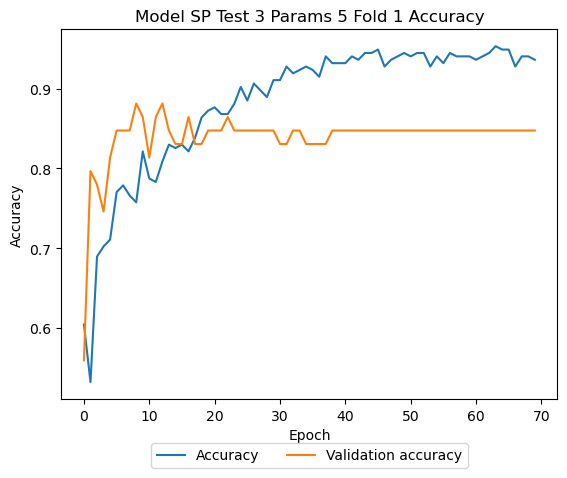 Model SP Test 3 Params 5 Fold 1 Accuracy
0.9
0.8
0.7
0.6
Accuracy
0 10 20 30 40 50 60 70
Epoch
Accuracy Validation accuracy